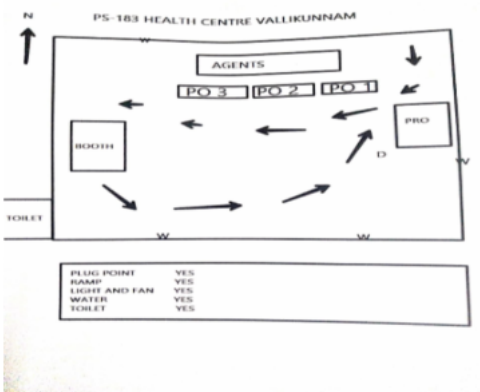 N
PS-183 HEALTH CENTRE VALLIKUNNAM
W
AGENTS
PO 3 PO 2 PO 1
PRO
BOOTH
D
W
TOILET
W W
PLUG POINT YES
RAMP YES
LIGHT AND FAN YES
WATER YES
TOILET YES